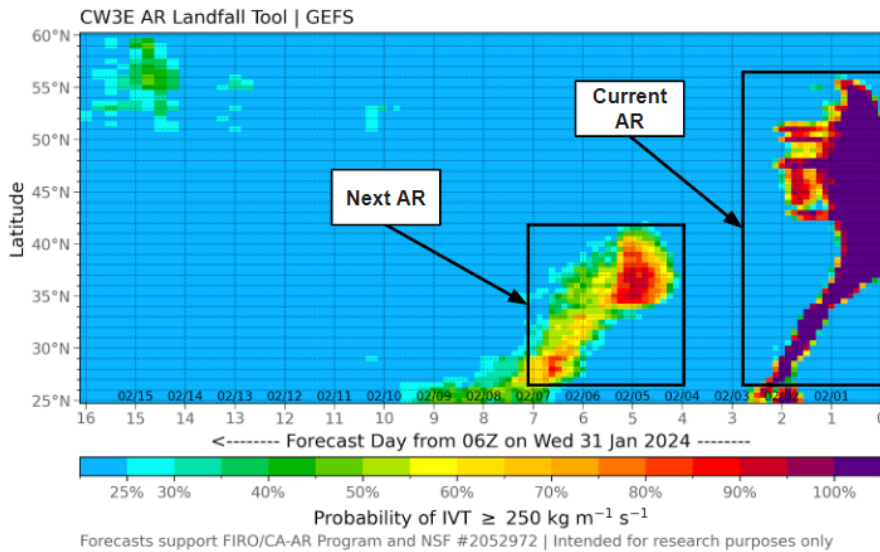 CW3E AR Landfall Tool | GEFS
60°N
55°N
50°N
45°N
40°N
35°N
30°N
25°N
Latitude
Current
AR
Next AR
02/15 02/14 02/13 02/12 02/11 02/10 02/09 02/08 02/07 02/06 02/05 02/04 02/03 02/02 02/01
16 15 14 13 12 11 10 9 8 7 6 5 4 3 2 1 0
<-------- Forecast Day from 06Z on Wed 31 Jan 2024 --------
25% 30% 40% 50% 60% 70% 80% 90% 100%
Probability of IVT ≥ 250 kg m⁻¹ s⁻¹
Forecasts support FIRO/CA-AR Program and NSF #2052972 | Intended for research purposes only